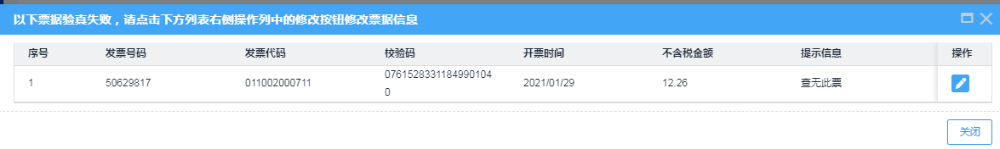 以下票据验真失败，请点击下方列表右侧操作列中的修改按钮修改票据信息
序号 发票号码 发票代码 校验码 开票时间 不含税金额 提示信息 操作
1 50629817 011002000711 0761528331184990104 2021/01/29 12.26 查无此票
0
关闭